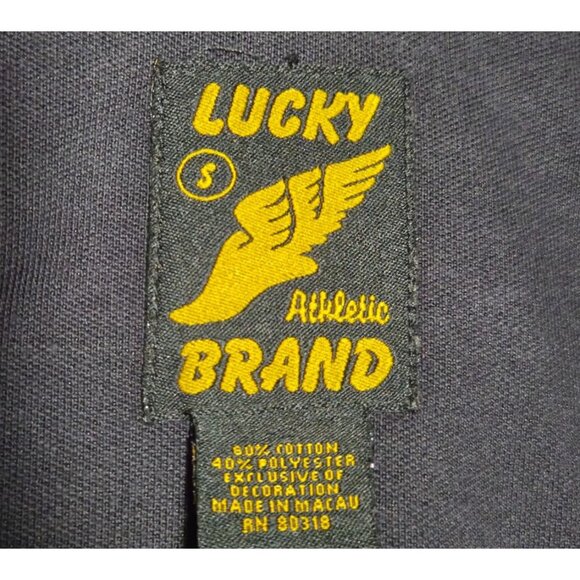 LUCKY
S
Athletic
BRAND
60% COTTON
40% POLYESTER
EXCLUSIVE OF
DECORATION
MADE IN MACAU
RN 80318